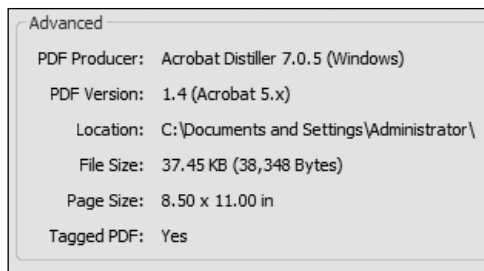 Advanced
PDF Producer: Acrobat Distiller 7.0.5 (Windows)
PDF Version: 1.4 (Acrobat 5.x)
Location: C:\Documents and Settings\Administrator\
File Size: 37.45 KB (38,348 Bytes)
Page Size: 8.50 x 11.00 in
Tagged PDF: Yes